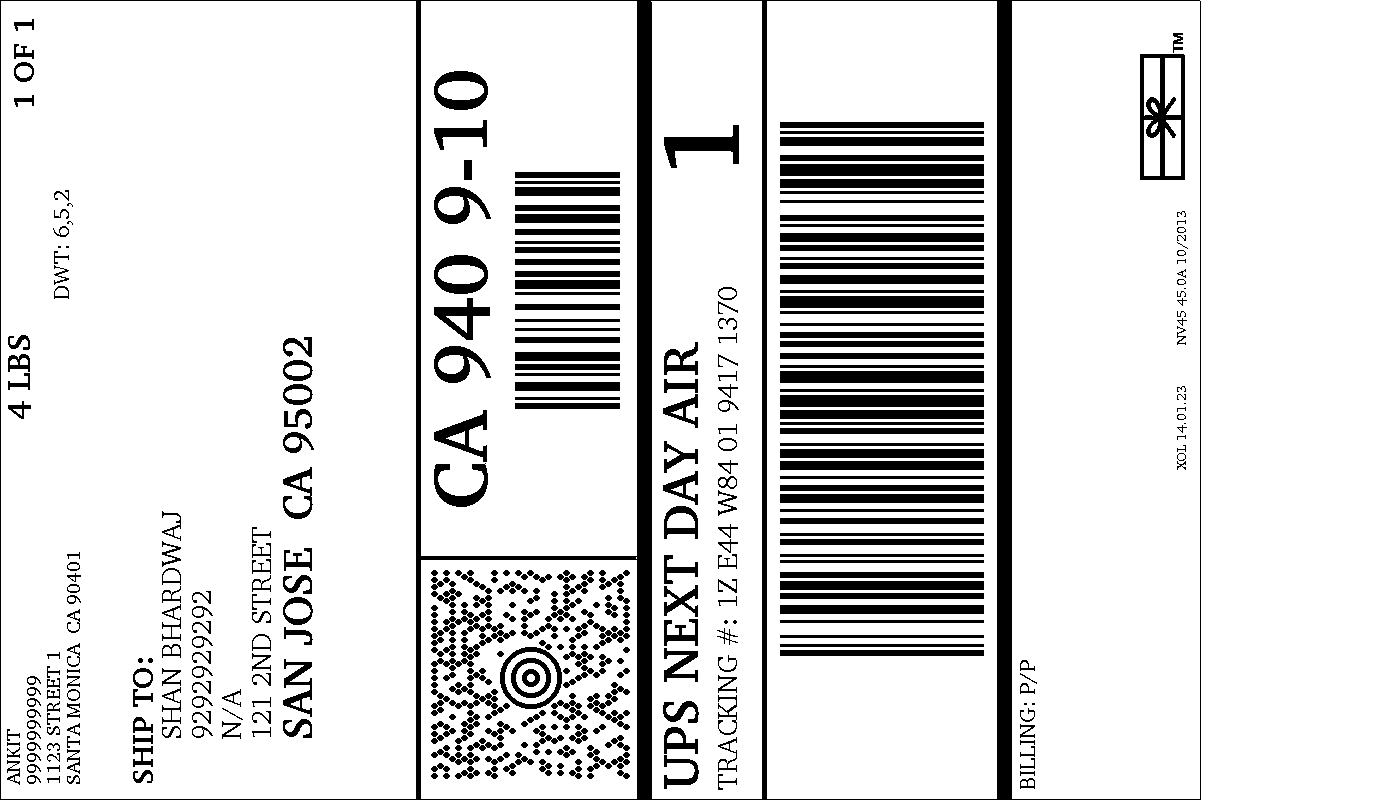 ANKIT
9999999999
1123 STREET 1
SANTA MONICA CA 90401
4 LBS
1 OF 1
DWT: 6,5,2
SHIP TO:
SHAN BHARDWAJ
9292929292
N/A
121 2ND STREET
SAN JOSE CA 95002
CA 940 9-10
UPS NEXT DAY AIR
1
TRACKING #: 1Z E44 W84 01 9417 1370
BILLING: P/P
XOL 14.01.23
NV45 45.0A 10/2013
TM